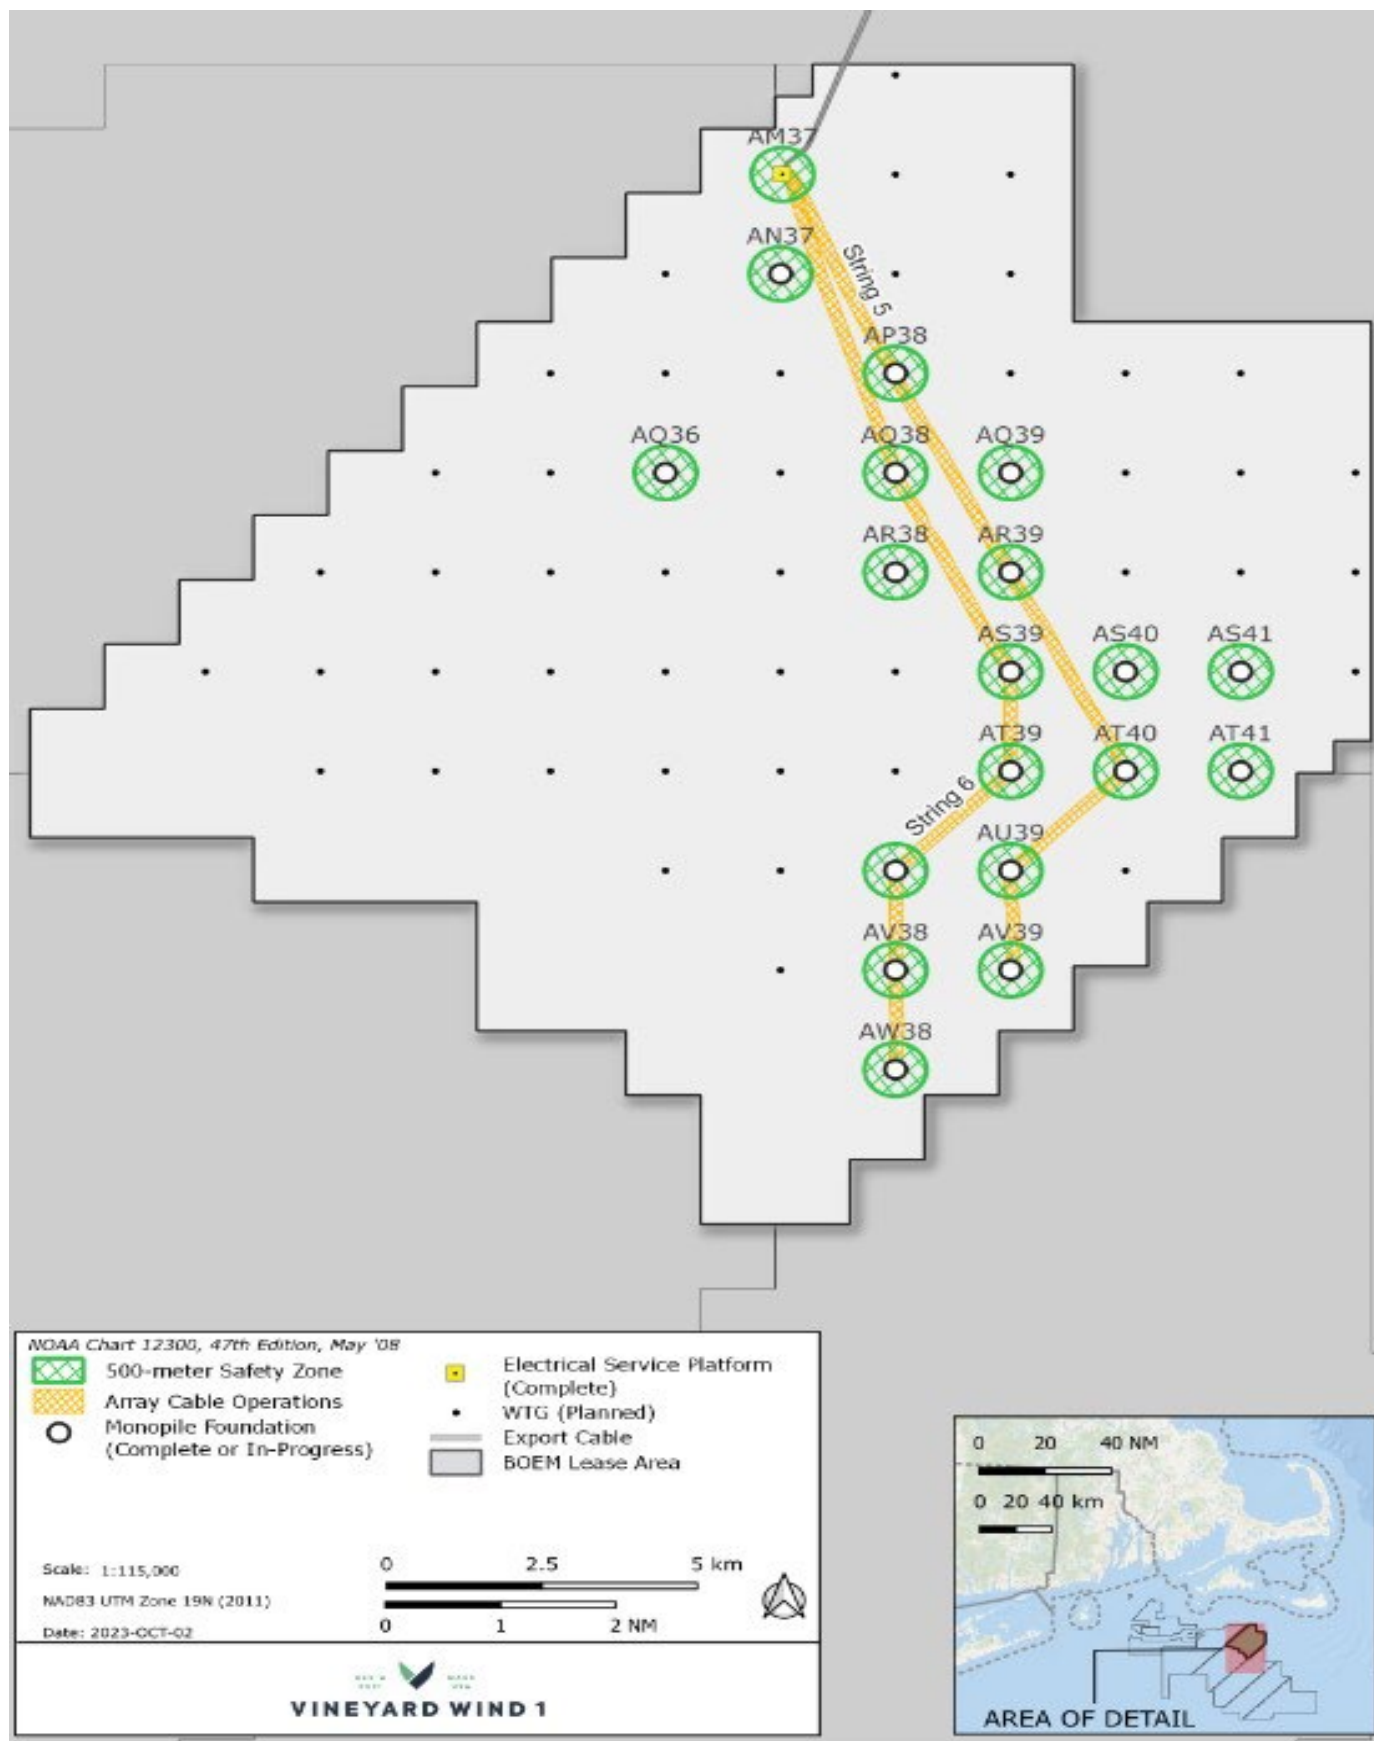 AM37
AN37
String 5
AP38
AQ36
AQ38
AQ39
AR38
AR39
AS39
AS40
AS41
AT39
AT40
AT41
String 6
AU39
AV38
AV39
AW38
NOAA Chart 12300, 47th Edition, May '08
500-meter Safety Zone
Array Cable Operations
Monopile Foundation
(Complete or In-Progress)
Electrical Service Platform
(Complete)
WTG (Planned)
Export Cable
BOEM Lease Area
Scale: 1:115,000
NAD83 UTM Zone 19N (2011)
Date: 2023-OCT-02
0 2.5 5 km
0 1 2 NM
VINEYARD WIND 1
0 20 40 NM
0 20 40 km
AREA OF DETAIL